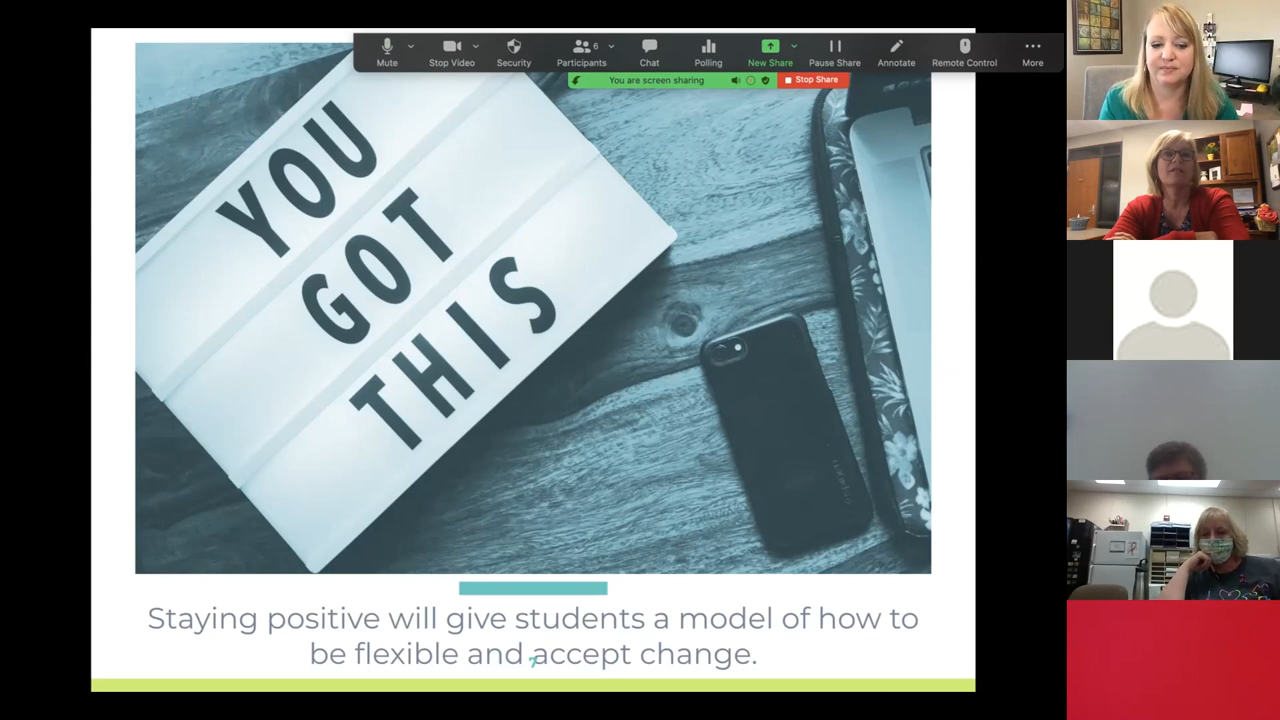 Mute
Stop Video
Security
6
Participants
Chat
Polling
New Share
Pause Share
Annotate
Remote Control
More
You are screen sharing
Stop Share
YOU
GOT
THIS
Staying positive will give students a model of how to
be flexible and accept change.
7